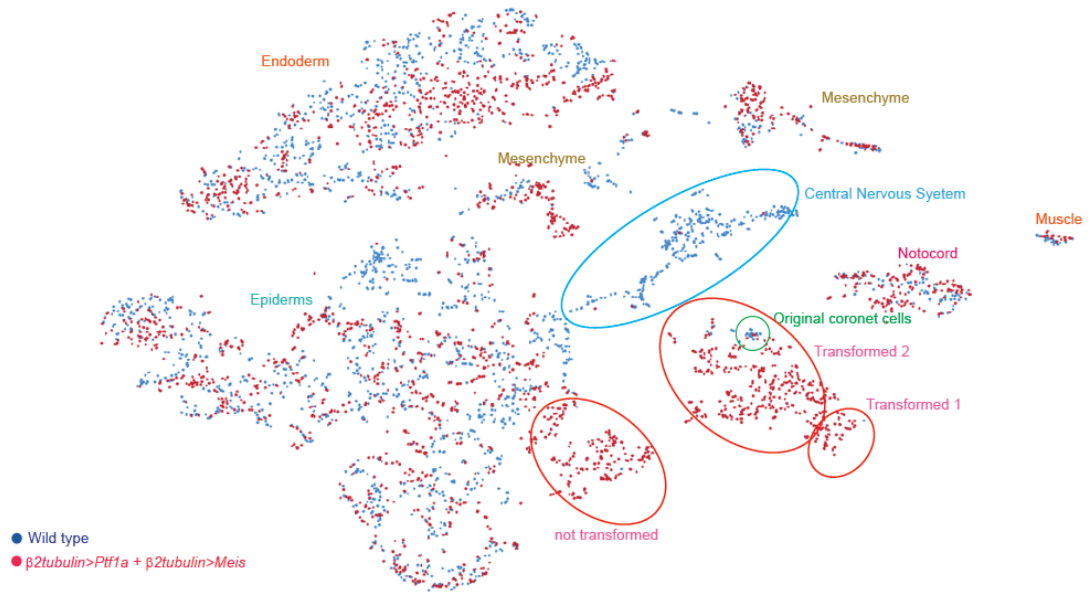 Endoderm
Mesenchyme
Mesenchyme
Central Nervous Syetem
Muscle
Notocord
Epiderms
Original coronet cells
Transformed 2
Transformed 1
not transformed
Wild type
β2tubulin>Ptf1a + β2tubulin>Meis